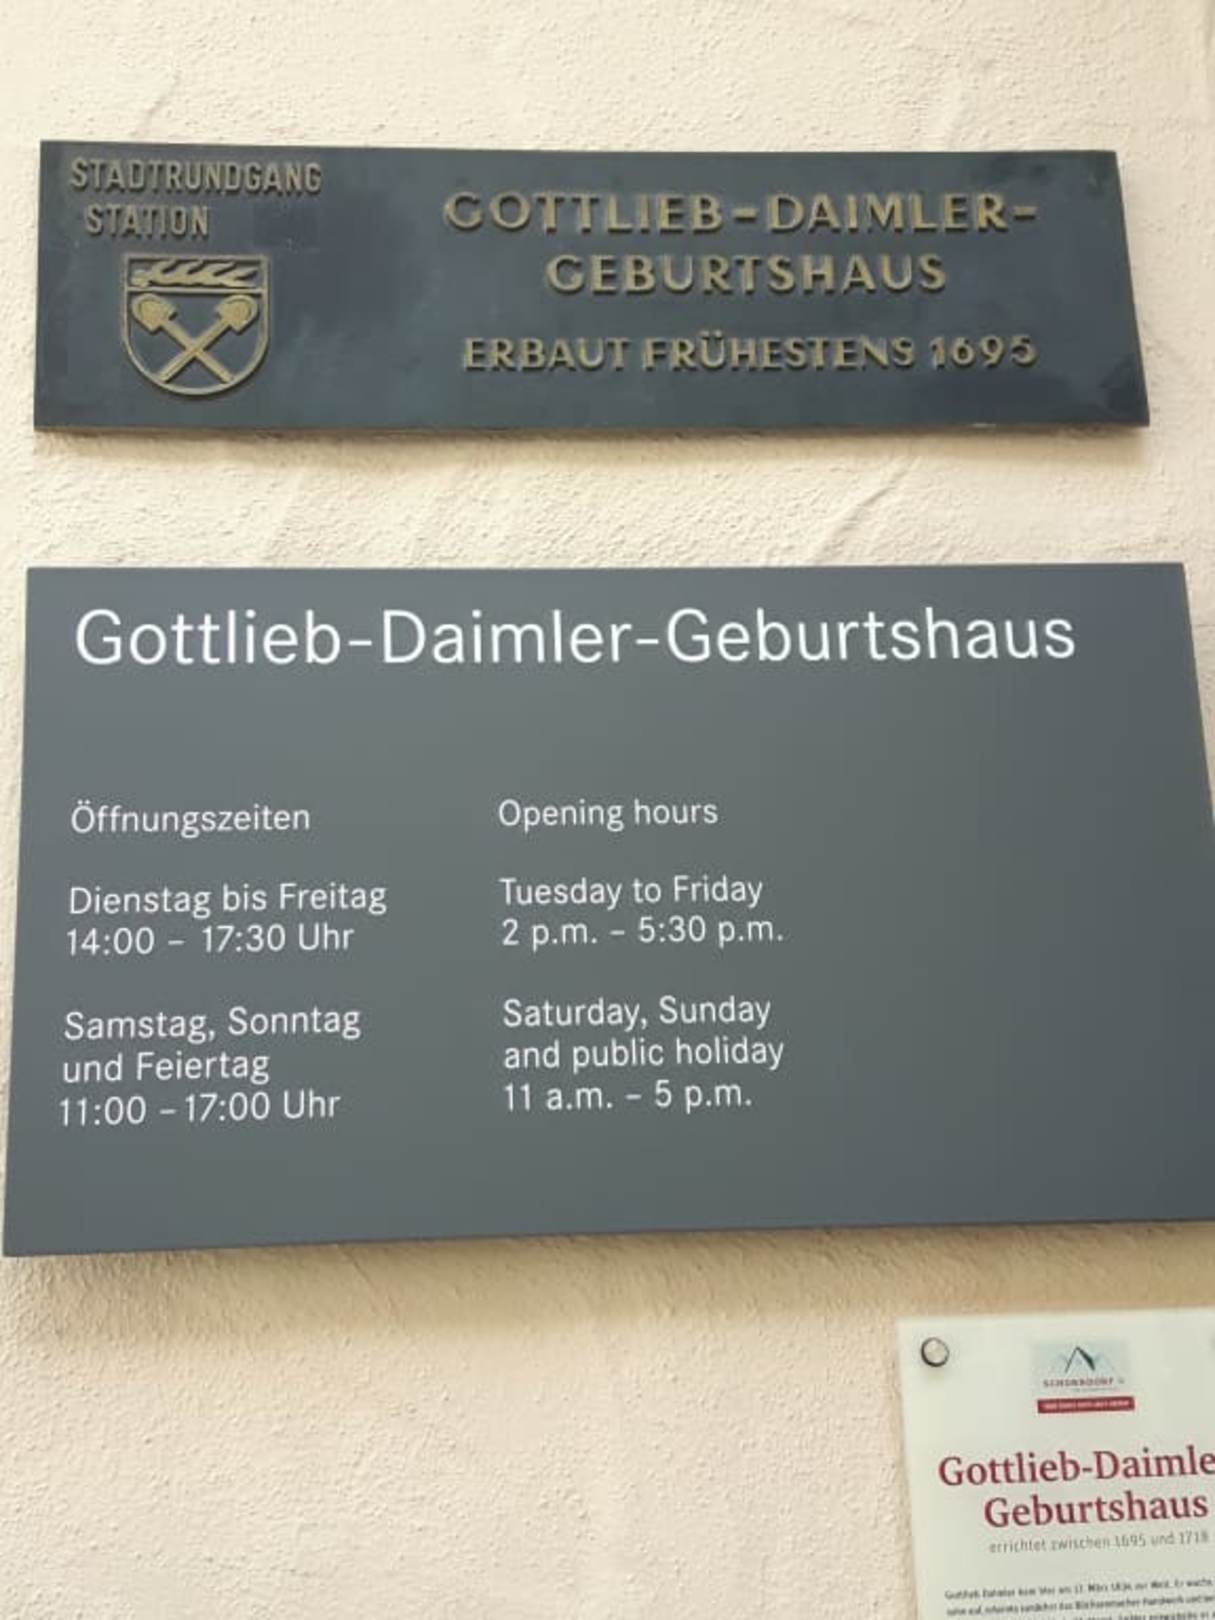 STADTRUNDGANG
STATION
GOTTLIEB-DAIMLER-
GEBURTSHAUS
ERBAUT FRÜHESTENS 1695
Gottlieb-Daimler-Geburtshaus
Öffnungszeiten
Dienstag bis Freitag
14:00 – 17:30 Uhr
Samstag, Sonntag
und Feiertag
11:00 – 17:00 Uhr
Opening hours
Tuesday to Friday
2 p.m. – 5:30 p.m.
Saturday, Sunday
and public holiday
11 a.m. – 5 p.m.
SCHORNDORF
Gottlieb-Daimle
Geburtshaus
errichtet zwischen 1695 und 1718